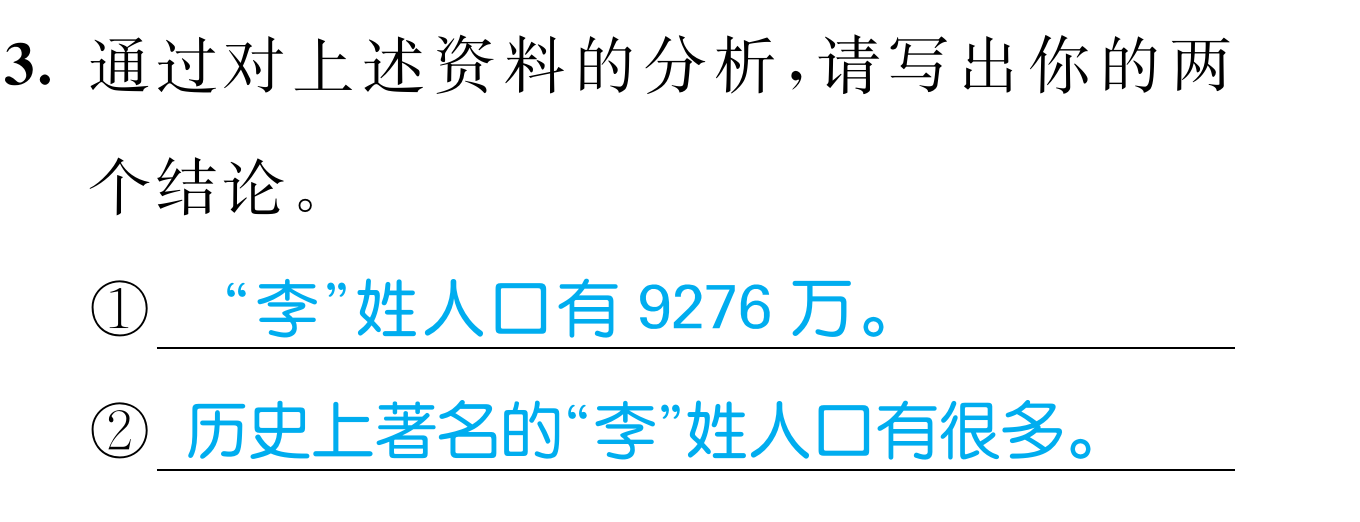 3. 通过对上述资料的分析,请写出你的两
个结论。
① “李”姓人口有 9276 万。
② 历史上著名的“李”姓人口有很多。